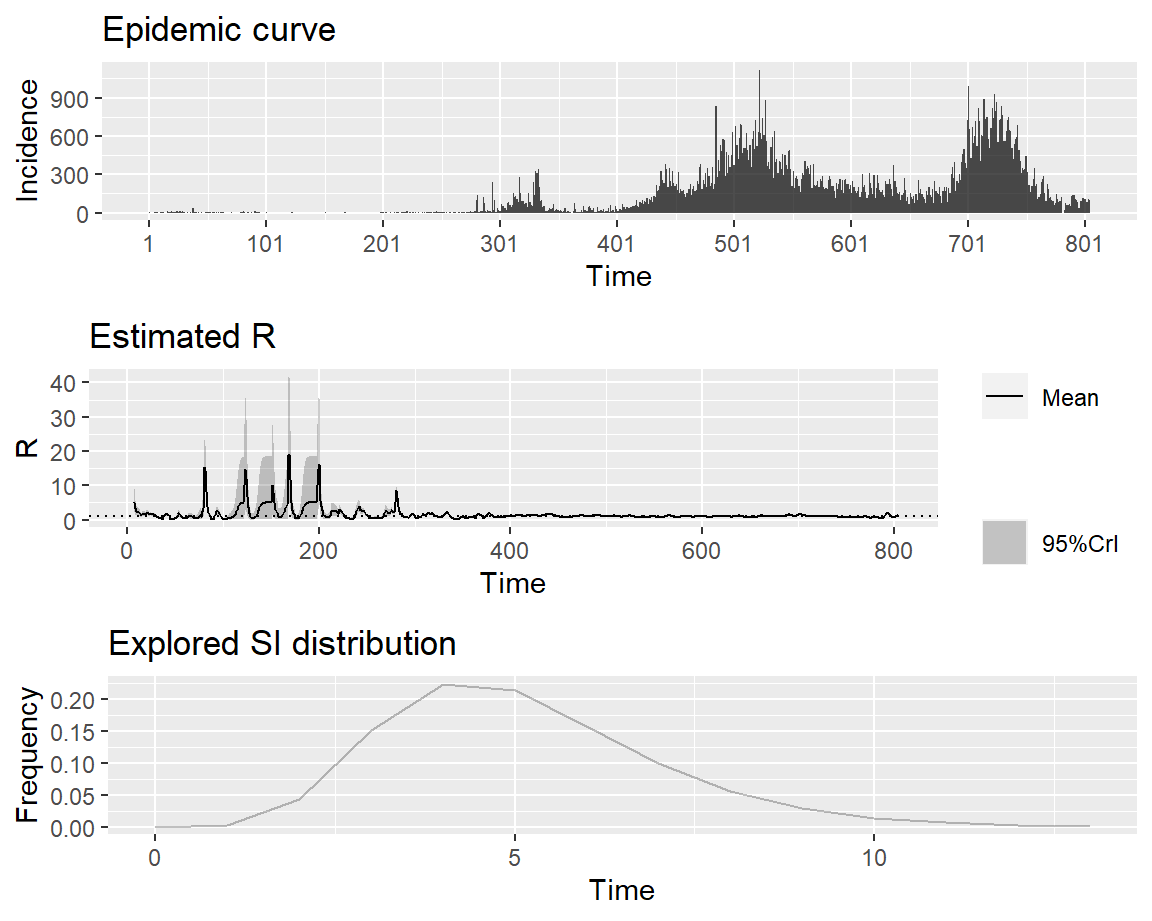 Epidemic curve
Incidence
900
600
300
0
1 101 201 301 401 501 601 701 801
Time
Estimated R
R
40
30
20
10
0
0 200 400 600 800
Time
Mean
95%CrI
Explored SI distribution
Frequency
0.20
0.15
0.10
0.05
0.00
0 5 10
Time